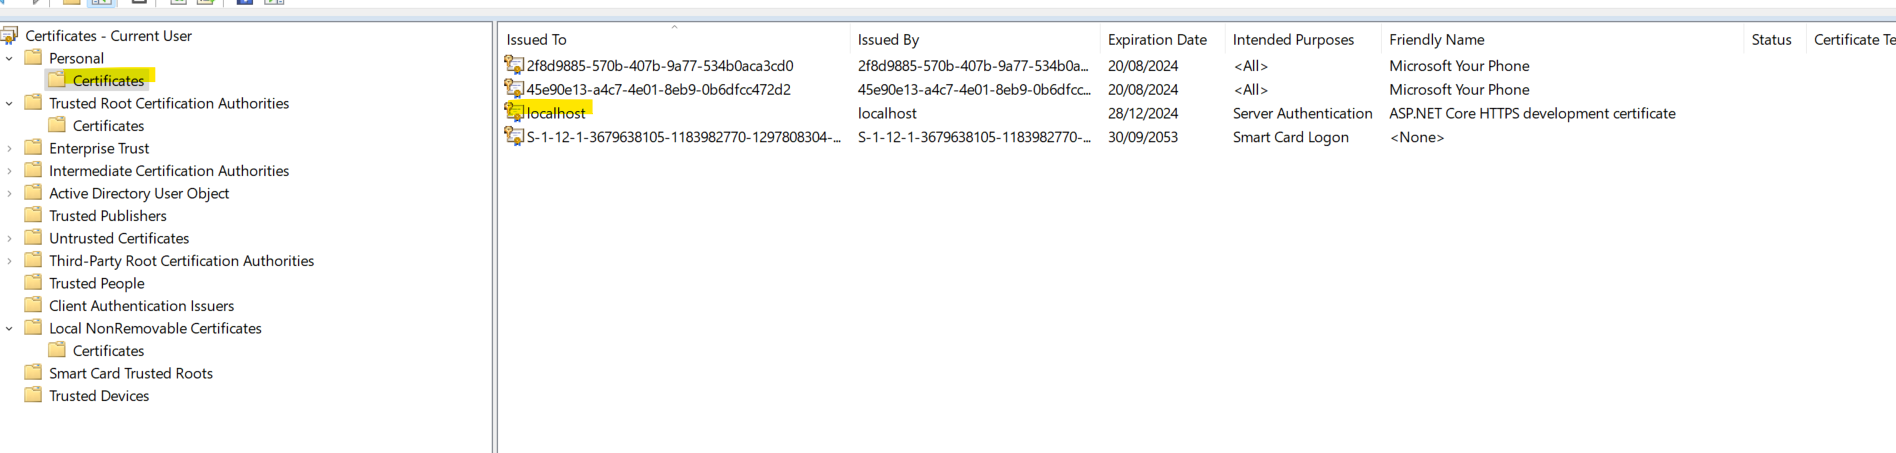 Certificates - Current User
Personal
Certificates
Trusted Root Certification Authorities
Certificates
Enterprise Trust
Intermediate Certification Authorities
Active Directory User Object
Trusted Publishers
Untrusted Certificates
Third-Party Root Certification Authorities
Trusted People
Client Authentication Issuers
Local NonRemovable Certificates
Certificates
Smart Card Trusted Roots
Trusted Devices
Issued To Issued By Expiration Date Intended Purposes Friendly Name Status Certificate Te
2f8d9885-570b-407b-9a77-534b0aca3cd0 2f8d9885-570b-407b-9a77-534b0a... 20/08/2024 <All> Microsoft Your Phone
45e90e13-a4c7-4e01-8eb9-0b6dfcc472d2 45e90e13-a4c7-4e01-8eb9-0b6dfcc... 20/08/2024 <All> Microsoft Your Phone
localhost localhost 28/12/2024 Server Authentication ASP.NET Core HTTPS development certificate
S-1-12-1-3679638105-1183982770-1297808304-... S-1-12-1-3679638105-1183982770-... 30/09/2053 Smart Card Logon <None>